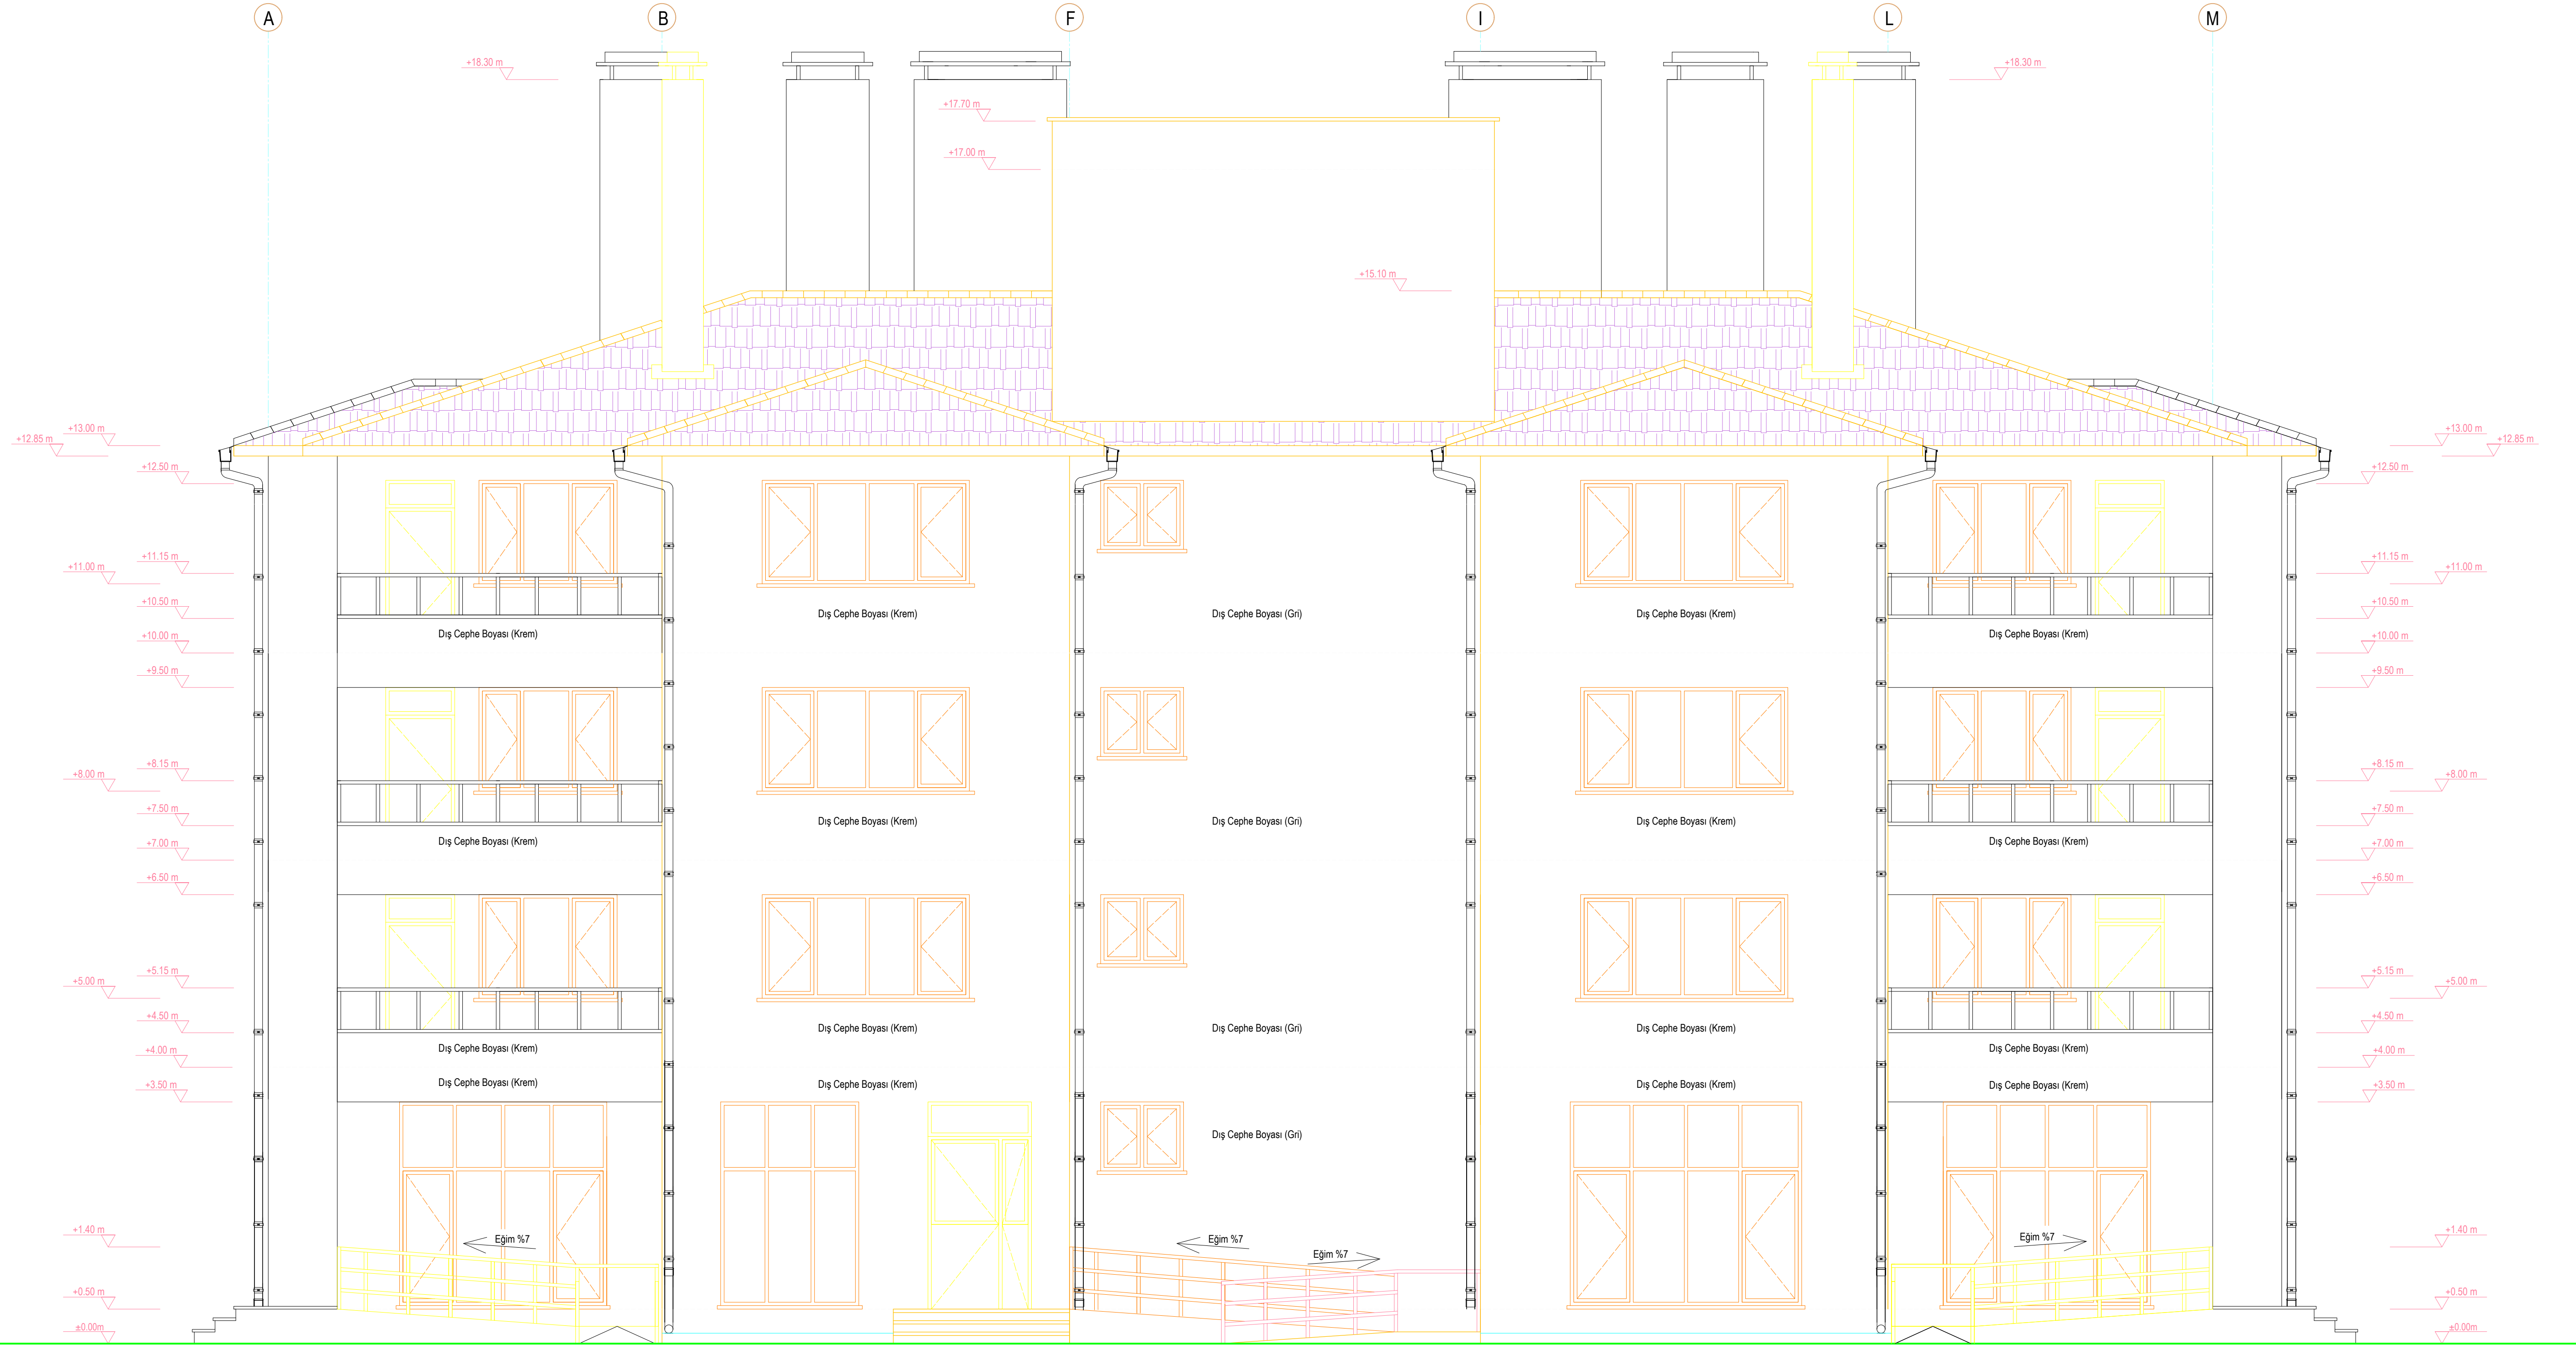 A B F I L M
+18.30 m +18.30 m
+17.70 m
+17.00 m
+15.10 m
+13.00 m +13.00 m
+12.85 m +12.85 m
+12.50 m +12.50 m
+11.15 m +11.15 m
+11.00 m +11.00 m
+10.50 m +10.50 m
Dış Cephe Boyası (Krem) Dış Cephe Boyası (Gri) Dış Cephe Boyası (Krem)
+10.00 m Dış Cephe Boyası (Krem) Dış Cephe Boyası (Krem) +10.00 m
+9.50 m +9.50 m
+8.15 m +8.15 m
+8.00 m +8.00 m
+7.50 m +7.50 m
Dış Cephe Boyası (Krem) Dış Cephe Boyası (Gri) Dış Cephe Boyası (Krem)
+7.00 m Dış Cephe Boyası (Krem) Dış Cephe Boyası (Krem) +7.00 m
+6.50 m +6.50 m
+5.15 m +5.15 m
+5.00 m +5.00 m
+4.50 m +4.50 m
Dış Cephe Boyası (Krem) Dış Cephe Boyası (Gri) Dış Cephe Boyası (Krem)
+4.00 m Dış Cephe Boyası (Krem) Dış Cephe Boyası (Krem) +4.00 m
+3.50 m Dış Cephe Boyası (Krem) Dış Cephe Boyası (Krem) Dış Cephe Boyası (Krem) Dış Cephe Boyası (Krem) +3.50 m
Dış Cephe Boyası (Gri)
+1.40 m +1.40 m
Eğim %7 Eğim %7 Eğim %7
Eğim %7
+0.50 m +0.50 m
±0.00m ±0.00m